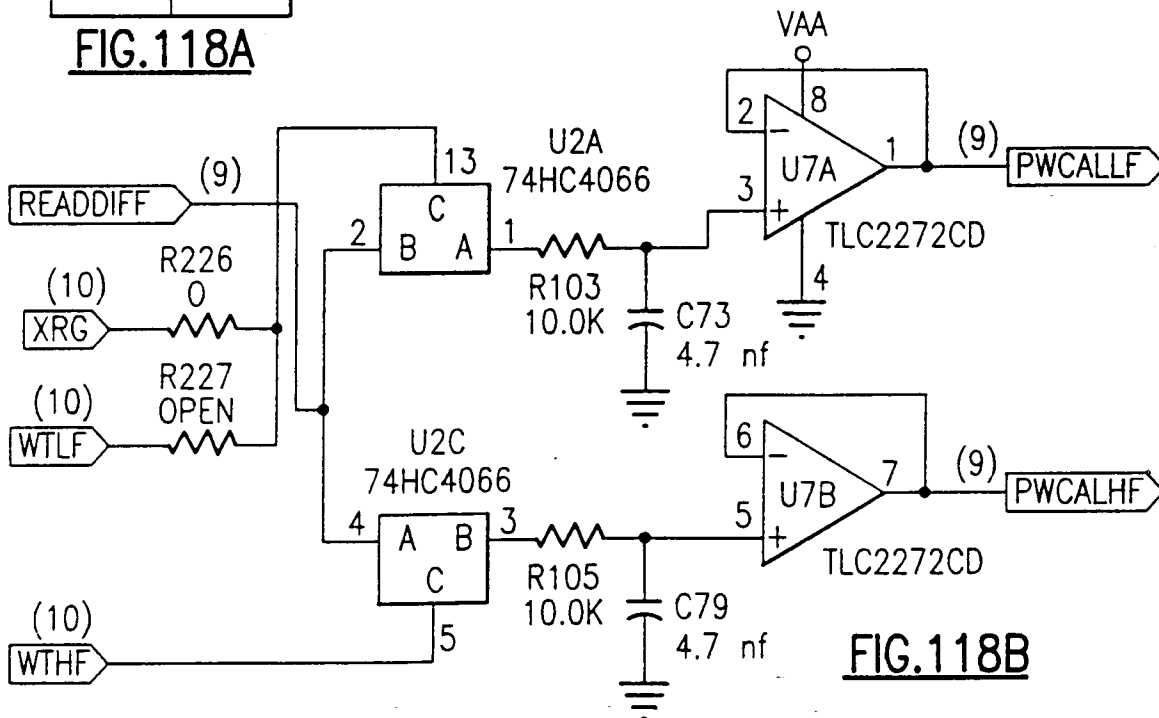 FIG.118A
VAA
8
2
−
U7A
1
(9)
PWCALLF
3
+
TLC2272CD
4
U2A
74HC4066
13
C
2
B
A
1
READDIFF
(9)
R226
0
(10)
XRG
R103
10.0K
C73
4.7 nf
R227
OPEN
(10)
WTLF
U2C
74HC4066
4
A
B
3
C
5
R105
10.0K
C79
4.7 nf
6
−
U7B
7
(9)
PWCALHF
5
+
TLC2272CD
(10)
WTHF
FIG.118B